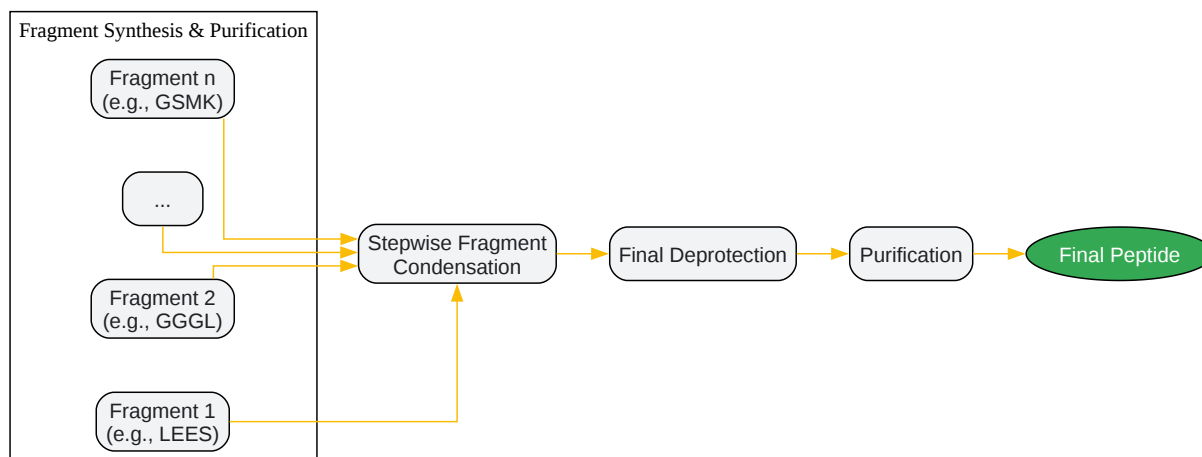 Fragment Synthesis & Purification
Fragment n
(e.g., GSMK)
...
Fragment 2
(e.g., GGGL)
Fragment 1
(e.g., LEES)
Stepwise Fragment
Condensation
Final Deprotection
Purification
Final Peptide